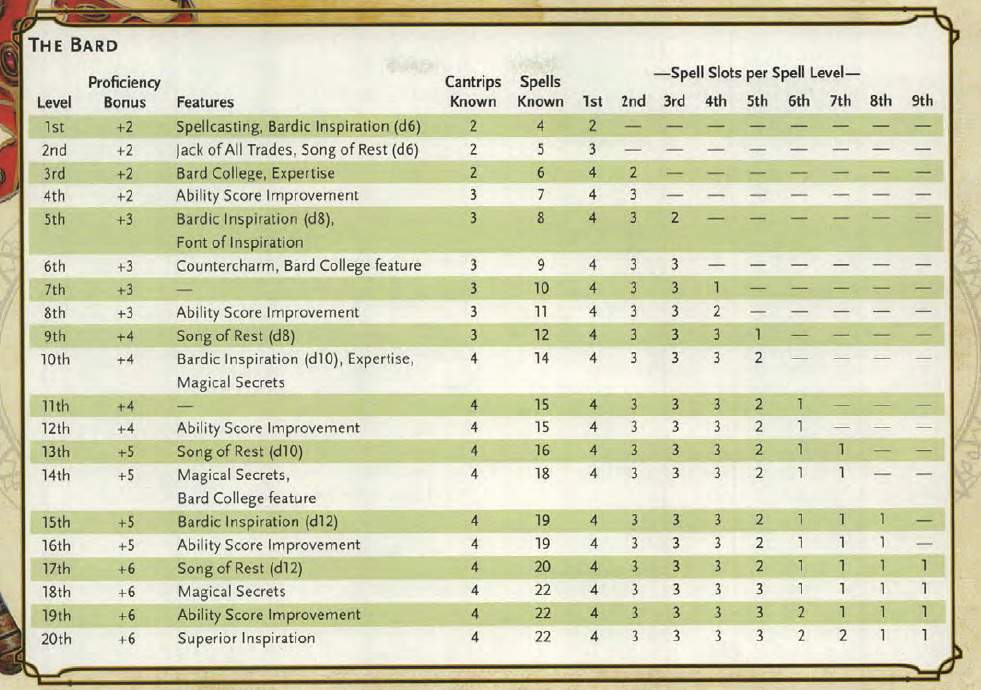 THE BARD
—Spell Slots per Spell Level—
Proficiency Cantrips Spells
Level Bonus Features Known Known 1st 2nd 3rd 4th 5th 6th 7th 8th 9th
1st +2 Spellcasting, Bardic Inspiration (d6) 2 4 2 — — — — — — — —
2nd +2 Jack of All Trades, Song of Rest (d6) 2 5 3 — — — — — — — —
3rd +2 Bard College, Expertise 2 6 4 2 — — — — — — —
4th +2 Ability Score Improvement 3 7 4 3 — — — — — — —
5th +3 Bardic Inspiration (d8), 3 8 4 3 2 — — — — — —
Font of Inspiration
6th +3 Countercharm, Bard College feature 3 9 4 3 3 — — — — — —
7th +3 — 3 10 4 3 3 1 — — — — —
8th +3 Ability Score Improvement 3 11 4 3 3 2 — — — — —
9th +4 Song of Rest (d8) 3 12 4 3 3 3 1 — — — —
10th +4 Bardic Inspiration (d10), Expertise, 4 14 4 3 3 3 2 — — — —
Magical Secrets
11th +4 — 4 15 4 3 3 3 2 1 — — —
12th +4 Ability Score Improvement 4 15 4 3 3 3 2 1 — — —
13th +5 Song of Rest (d10) 4 16 4 3 3 3 2 1 1 — —
14th +5 Magical Secrets, 4 18 4 3 3 3 2 1 1 — —
Bard College feature
15th +5 Bardic Inspiration (d12) 4 19 4 3 3 3 2 1 1 1 —
16th +5 Ability Score Improvement 4 19 4 3 3 3 2 1 1 1 —
17th +6 Song of Rest (d12) 4 20 4 3 3 3 2 1 1 1 1
18th +6 Magical Secrets 4 22 4 3 3 3 3 1 1 1 1
19th +6 Ability Score Improvement 4 22 4 3 3 3 3 2 1 1 1
20th +6 Superior Inspiration 4 22 4 3 3 3 3 2 2 1 1